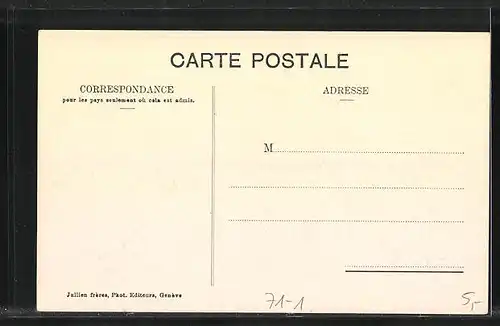 CARTE POSTALE
CORRESPONDANCE
pour les pays seulement où cela est admis.
ADRESSE
M
Jullien frères, Phot. Editeurs, Genève
71-1
5,-